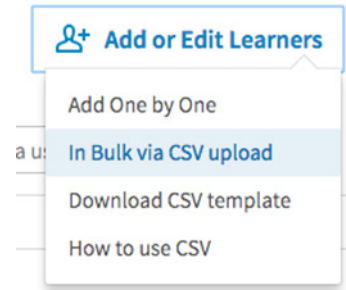 Add or Edit Learners
Add One by One
a us
In Bulk via CSV upload
Download CSV template
How to use CSV